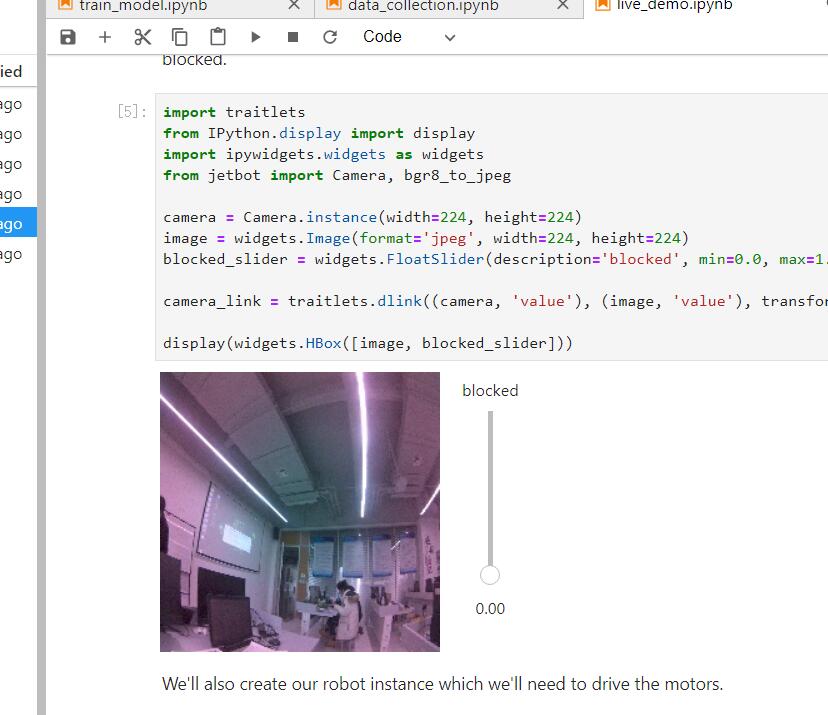 train_model.ipynb
data_collection.ipynb
live_demo.ipynb
Code
blocked.
ied
ago
ago
ago
ago
ago
ago
[5]:
import traitlets
from IPython.display import display
import ipywidgets.widgets as widgets
from jetbot import Camera, bgr8_to_jpeg
camera = Camera.instance(width=224, height=224)
image = widgets.Image(format='jpeg', width=224, height=224)
blocked_slider = widgets.FloatSlider(description='blocked', min=0.0, max=1.
camera_link = traitlets.dlink((camera, 'value'), (image, 'value'), transfor
display(widgets.HBox([image, blocked_slider]))
blocked
0.00
We'll also create our robot instance which we'll need to drive the motors.